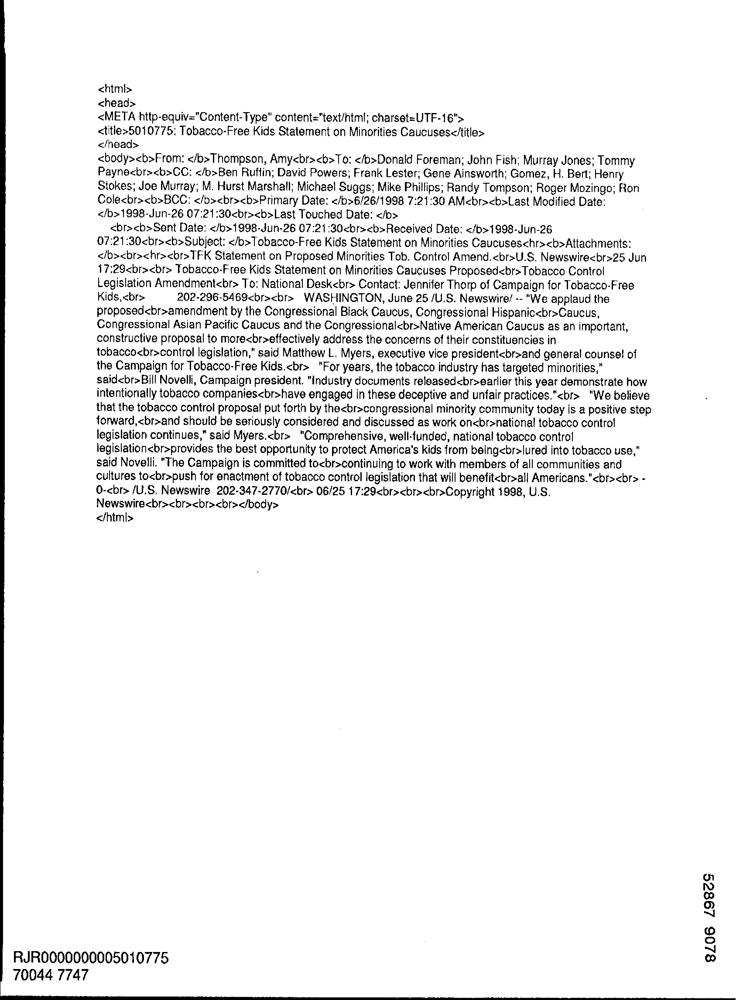 <html>
<head>
<META http-equiv="Content-Type" content="text/html; charset=UTF-16">
<title>5010775: Tobacco-Free Kids Statement on Minorities Caucuses</title>
</head>
<body><b>From: </b>Thompson, Amy<br><b>To: </b>Donald Foreman; John Fish; Murray Jones; Tommy
Payne<br><b>CC: </b>Ben Ruffin; David Powers; Frank Lester; Gene Ainsworth; Gomez, H. Bert; Henry
Stokes; Joe Murray; M. Hurst Marshall; Michael Suggs; Mike Phillips; Randy Tompson; Roger Mozingo; Ron
Cole<br><b>BCC: </b><br><b>Primary Date: </b>6/26/1998 7:21:30 AM<br><b>Last Modified Date:
</b>1998-Jun-26 07:21:30<br><b>Last Touched Date: </b>
<br><b>Sent Date: </b>1998-Jun-26 07:21:30<br><b>Received Date: </b>1998-Jun-26
07:21:30<br><b>Subject: </b>Tobacco-Free Kids Statement on Minorities Caucuses<hr><b>Attachments:
</b><br><hr><br>TFK Statement on Proposed Minorities Tob. Control Amend.<br>U.S. Newswire<br>25 Jun
17:29<br><br> Tobacco-Free Kids Statement on Minorities Caucuses Proposed<br>Tobacco Control
Legislation Amendment<br> To: National Desk<br> Contact: Jennifer Thorp of Campaign for Tobacco-Free
Kids,<br> 202-296-5469<br><br> WASHINGTON, June 25 /U.S. Newswire/ -- "We applaud the
proposed<br>amendment by the Congressional Black Caucus, Congressional Hispanic<br>Caucus,
Congressional Asian Pacific Caucus and the Congressional<br>Native American Caucus as an important,
constructive proposal to more<br>effectively address the concerns of their constituencies in
tobacco<br>control legislation," said Matthew L. Myers, executive vice president<br>and general counsel of
the Campaign for Tobacco-Free Kids.<br> "For years, the tobacco industry has targeted minorities,"
said<br>Bill Novelli, Campaign president. "Industry documents released<br>earlier this year demonstrate how
intentionally tobacco companies<br>have engaged in these deceptive and unfair practices."<br> "We believe
that the tobacco control proposal put forth by the<br>congressional minority community today is a positive step
forward,<br>and should be seriously considered and discussed as work on<br>national tobacco control
legislation continues," said Myers.<br> "Comprehensive, well-funded, national tobacco control
legislation<br>provides the best opportunity to protect America's kids from being<br>lured into tobacco use,"
said Novelli. "The Campaign is committed to<br>continuing to work with members of all communities and
cultures to<br>push for enactment of tobacco control legislation that will benefit<br>all Americans."<br><br> -
0-<br> /U.S. Newswire 202-347-2770/<br> 06/25 17:29<br><br><br>Copyright 1998, U.S.
Newswire<br><br><br><br></body>
</html>
52867 9078
RJR0000000005010775
70044 7747